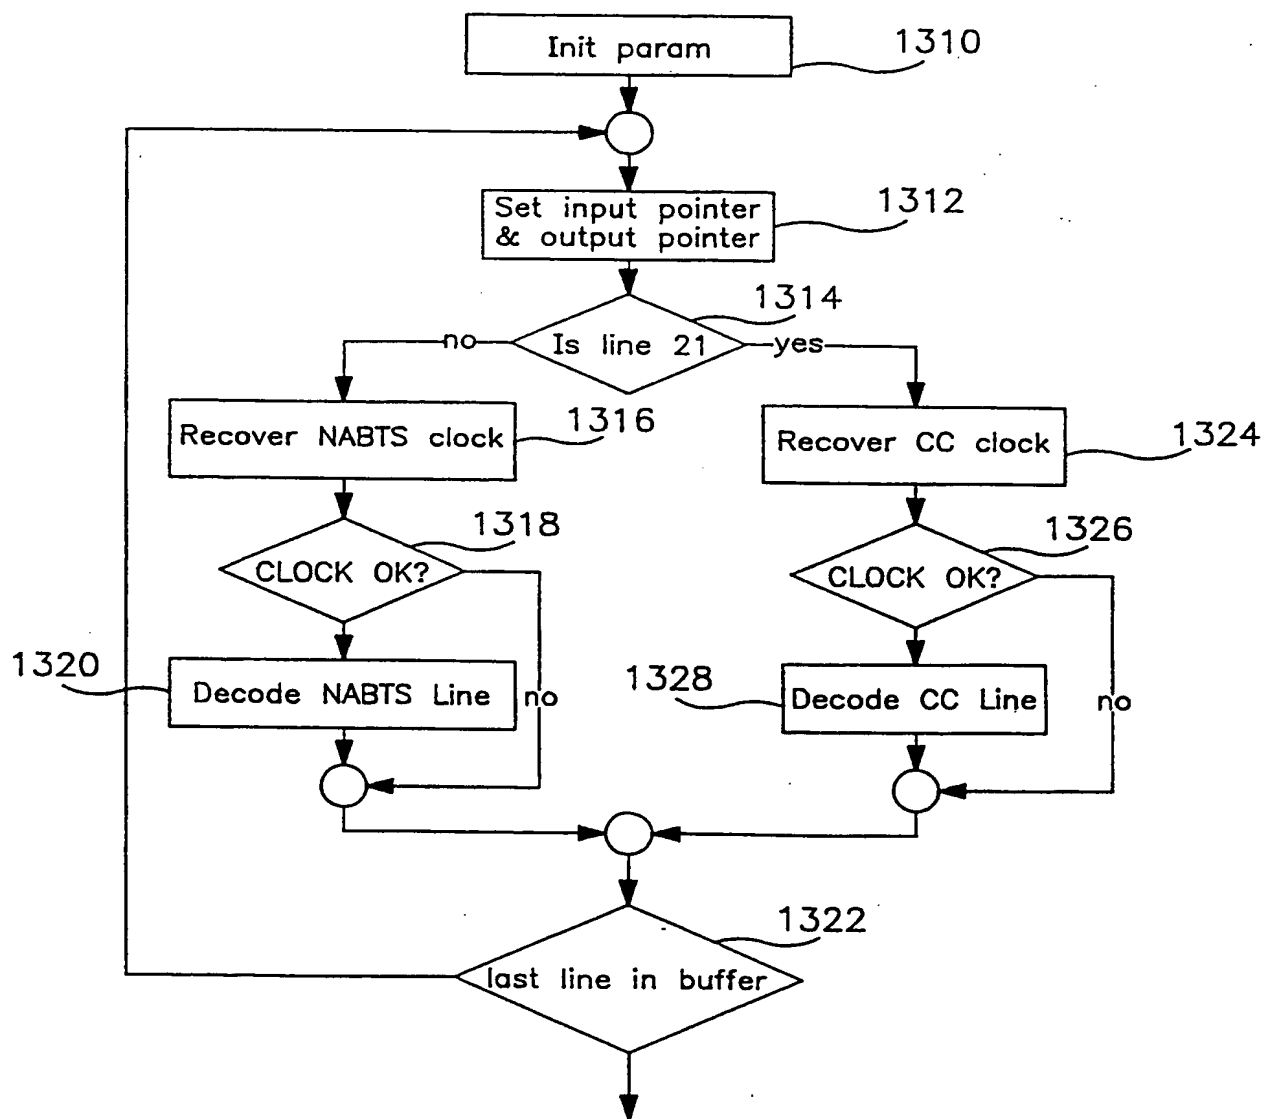 Init param
1310
Set input pointer
& output pointer
1312
1314
no
Is line 21
yes
Recover NABTS clock
1316
Recover CC clock
1324
1318
CLOCK OK?
1326
CLOCK OK?
1320
Decode NABTS Line
no
1328
Decode CC Line
no
1322
last line in buffer